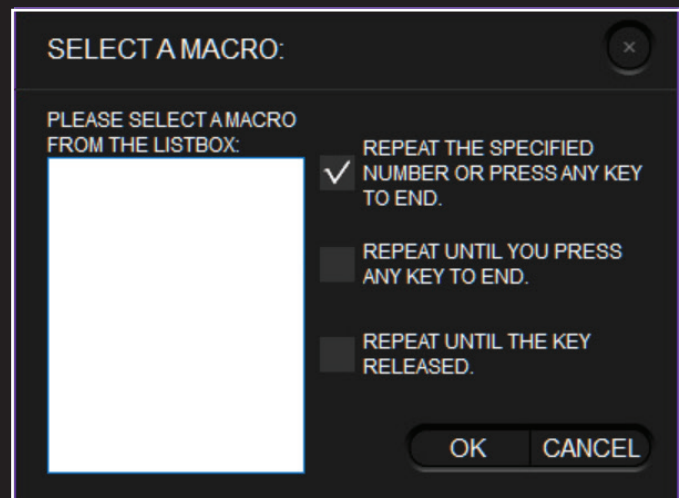 SELECT A MACRO:
PLEASE SELECT A MACRO
FROM THE LISTBOX:
REPEAT THE SPECIFIED
NUMBER OR PRESS ANY KEY
TO END.
REPEAT UNTIL YOU PRESS
ANY KEY TO END.
REPEAT UNTIL THE KEY
RELEASED.
OK CANCEL